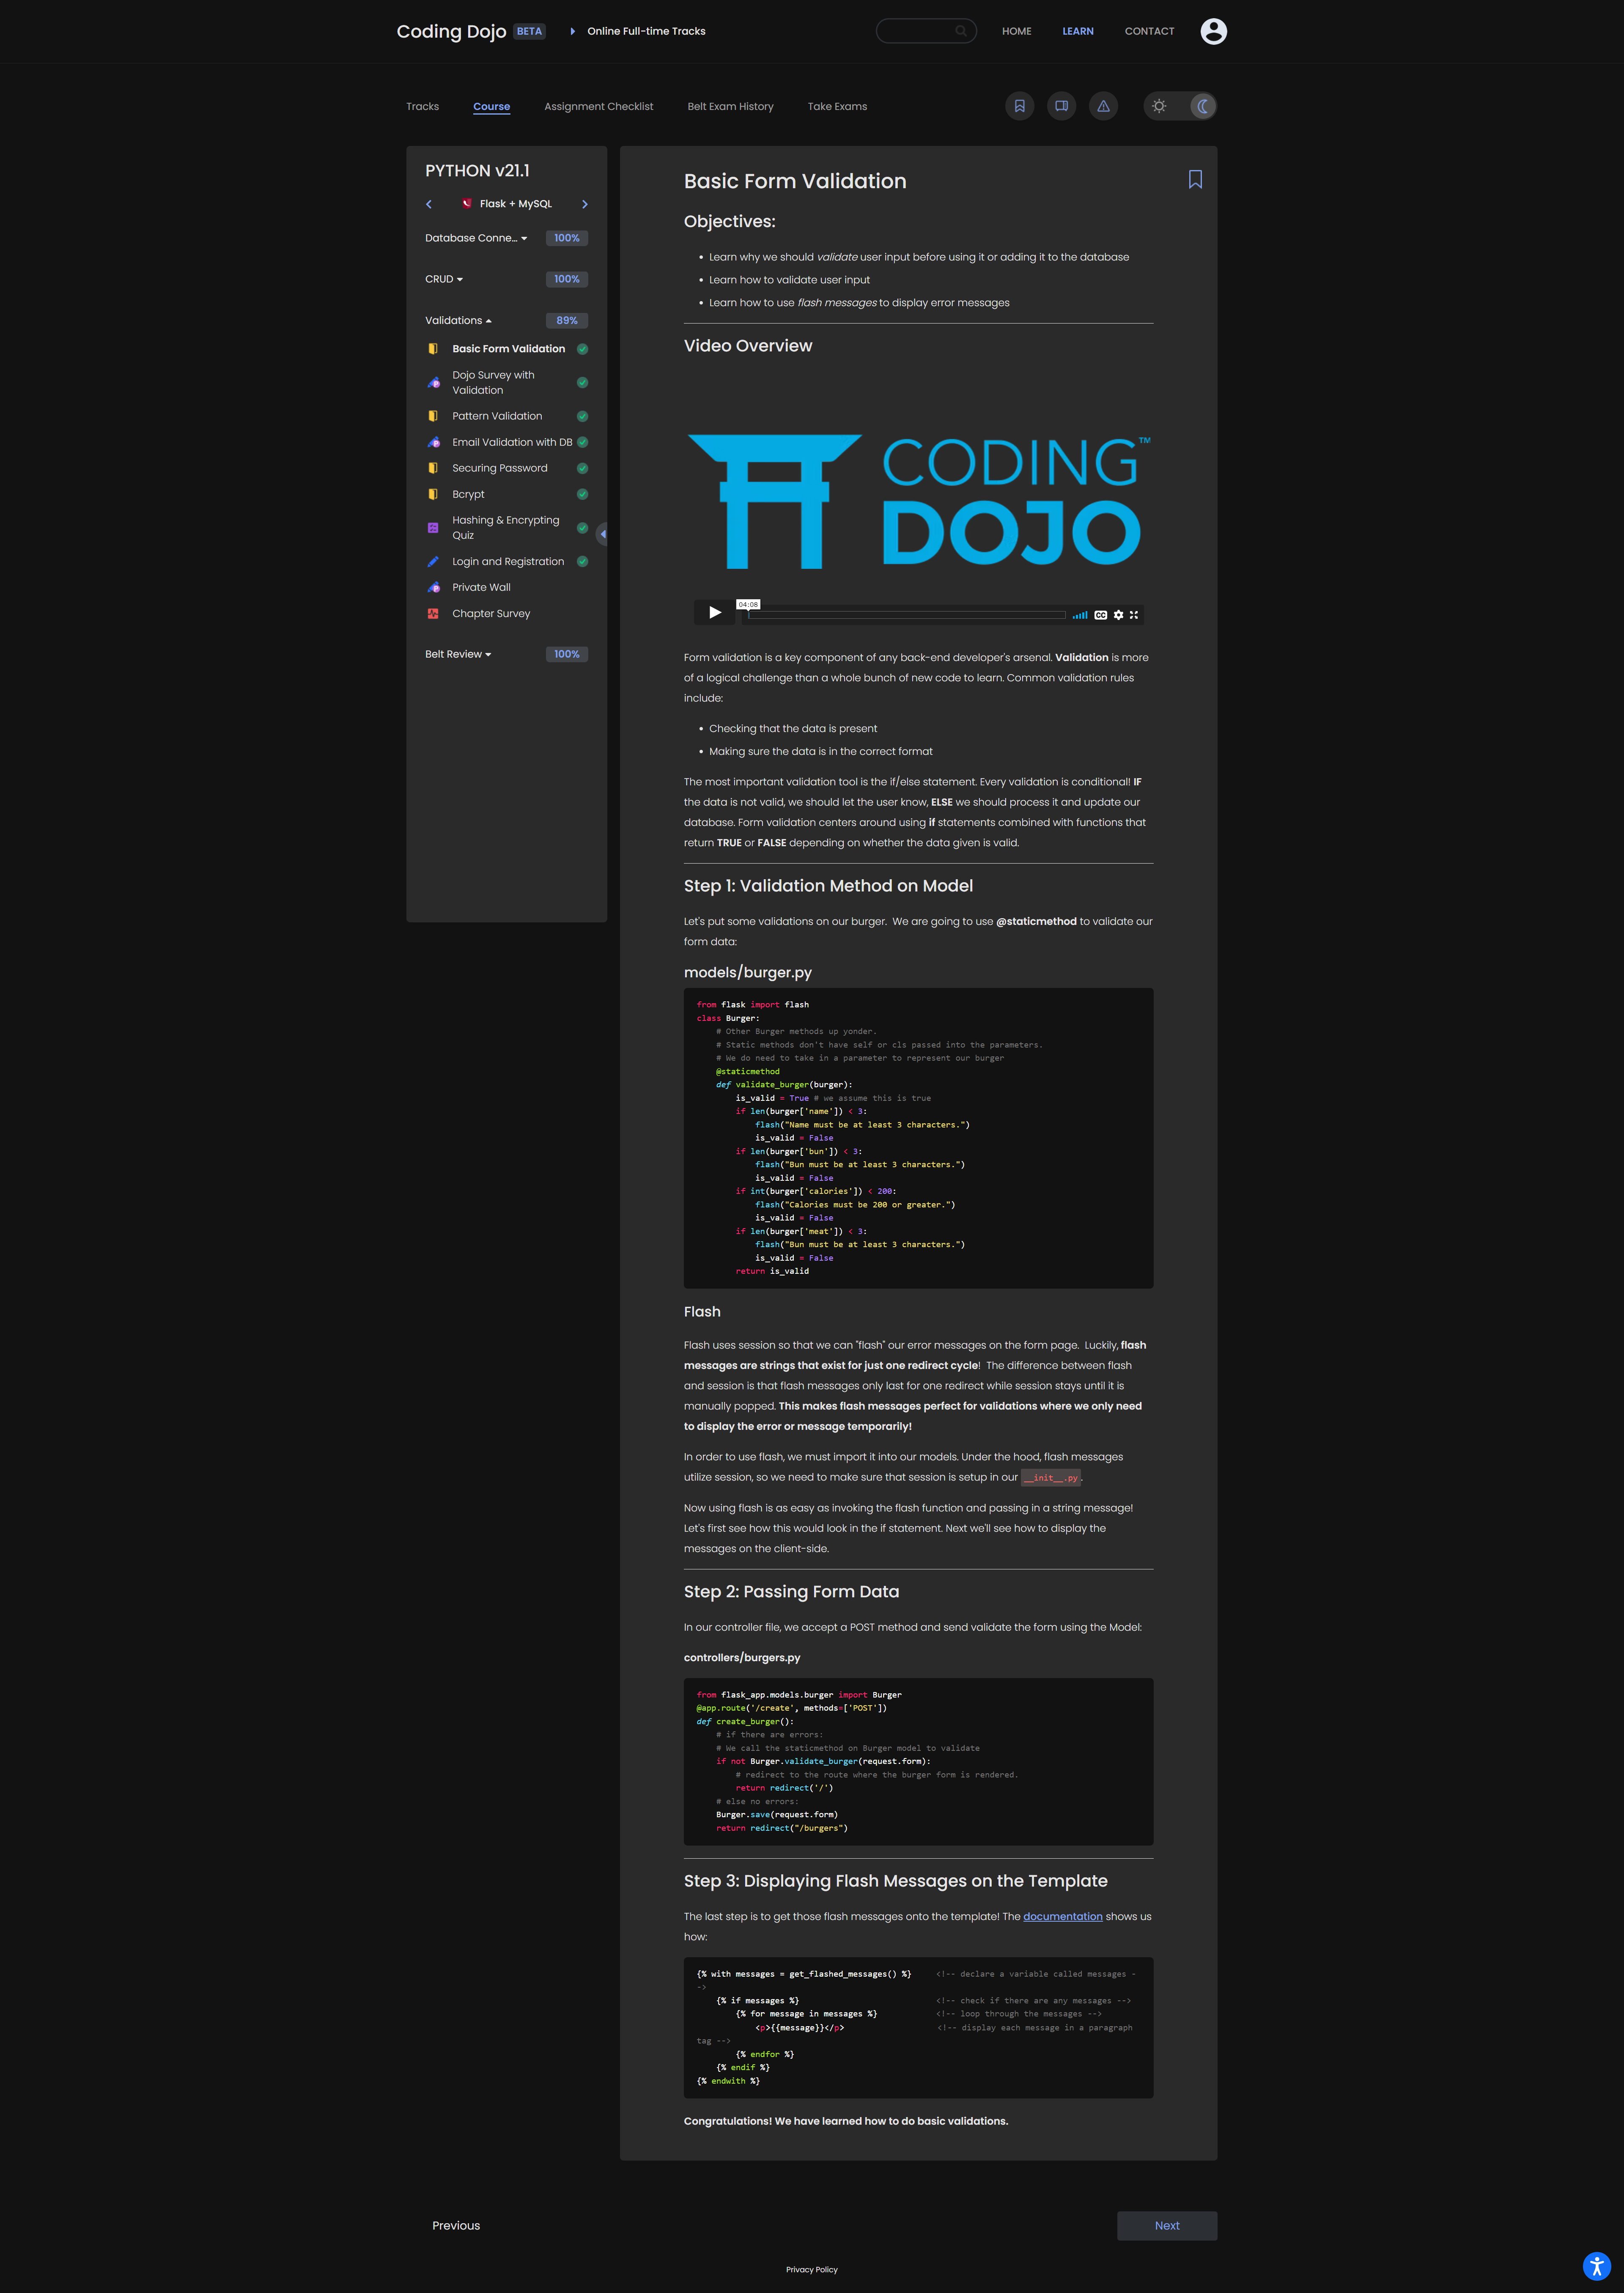 Coding Dojo BETA
Online Full-time Tracks
HOME
LEARN
CONTACT
Tracks
Course
Assignment Checklist
Belt Exam History
Take Exams
PYTHON v21.1
Flask + MySQL
Database Conne...
100%
CRUD
100%
Validations
89%
Basic Form Validation
Dojo Survey with
Validation
Pattern Validation
Email Validation with DB
Securing Password
Bcrypt
Hashing & Encrypting
Quiz
Login and Registration
Private Wall
Chapter Survey
Belt Review
100%
Basic Form Validation
Objectives:
• Learn why we should validate user input before using it or adding it to the database
• Learn how to validate user input
• Learn how to use flash messages to display error messages
Video Overview
CODING™
DOJO
04:08
CC
Form validation is a key component of any back-end developer's arsenal. Validation is more
of a logical challenge than a whole bunch of new code to learn. Common validation rules
include:
• Checking that the data is present
• Making sure the data is in the correct format
The most important validation tool is the if/else statement. Every validation is conditional! IF
the data is not valid, we should let the user know, ELSE we should process it and update our
database. Form validation centers around using if statements combined with functions that
return TRUE or FALSE depending on whether the data given is valid.
Step 1: Validation Method on Model
Let's put some validations on our burger.  We are going to use @staticmethod to validate our
form data:
models/burger.py
from flask import flash
class Burger:
    # Other Burger methods up yonder.
    # Static methods don't have self or cls passed into the parameters.
    # We do need to take in a parameter to represent our burger
    @staticmethod
    def validate_burger(burger):
        is_valid = True # we assume this is true
        if len(burger['name']) < 3:
            flash("Name must be at least 3 characters.")
            is_valid = False
        if len(burger['bun']) < 3:
            flash("Bun must be at least 3 characters.")
            is_valid = False
        if int(burger['calories']) < 200:
            flash("Calories must be 200 or greater.")
            is_valid = False
        if len(burger['meat']) < 3:
            flash("Bun must be at least 3 characters.")
            is_valid = False
        return is_valid
Flash
Flash uses session so that we can "flash" our error messages on the form page.  Luckily, flash
messages are strings that exist for just one redirect cycle!  The difference between flash
and session is that flash messages only last for one redirect while session stays until it is
manually popped. This makes flash messages perfect for validations where we only need
to display the error or message temporarily!
In order to use flash, we must import it into our models. Under the hood, flash messages
utilize session, so we need to make sure that session is setup in our __init__.py.
Now using flash is as easy as invoking the flash function and passing in a string message!
Let's first see how this would look in the if statement. Next we'll see how to display the
messages on the client-side.
Step 2: Passing Form Data
In our controller file, we accept a POST method and send validate the form using the Model:
controllers/burgers.py
from flask_app.models.burger import Burger
@app.route('/create', methods=['POST'])
def create_burger():
    # if there are errors:
    # We call the staticmethod on Burger model to validate
    if not Burger.validate_burger(request.form):
        # redirect to the route where the burger form is rendered.
        return redirect('/')
    # else no errors:
    Burger.save(request.form)
    return redirect("/burgers")
Step 3: Displaying Flash Messages on the Template
The last step is to get those flash messages onto the template! The documentation shows us
how:
{% with messages = get_flashed_messages() %}     <!-- declare a variable called messages -
->
    {% if messages %}                            <!-- check if there are any messages -->
        {% for message in messages %}            <!-- loop through the messages -->
            <p>{{message}}</p>                   <!-- display each message in a paragraph
tag -->
        {% endfor %}
    {% endif %}
{% endwith %}
Congratulations! We have learned how to do basic validations.
Previous
Next
Privacy Policy